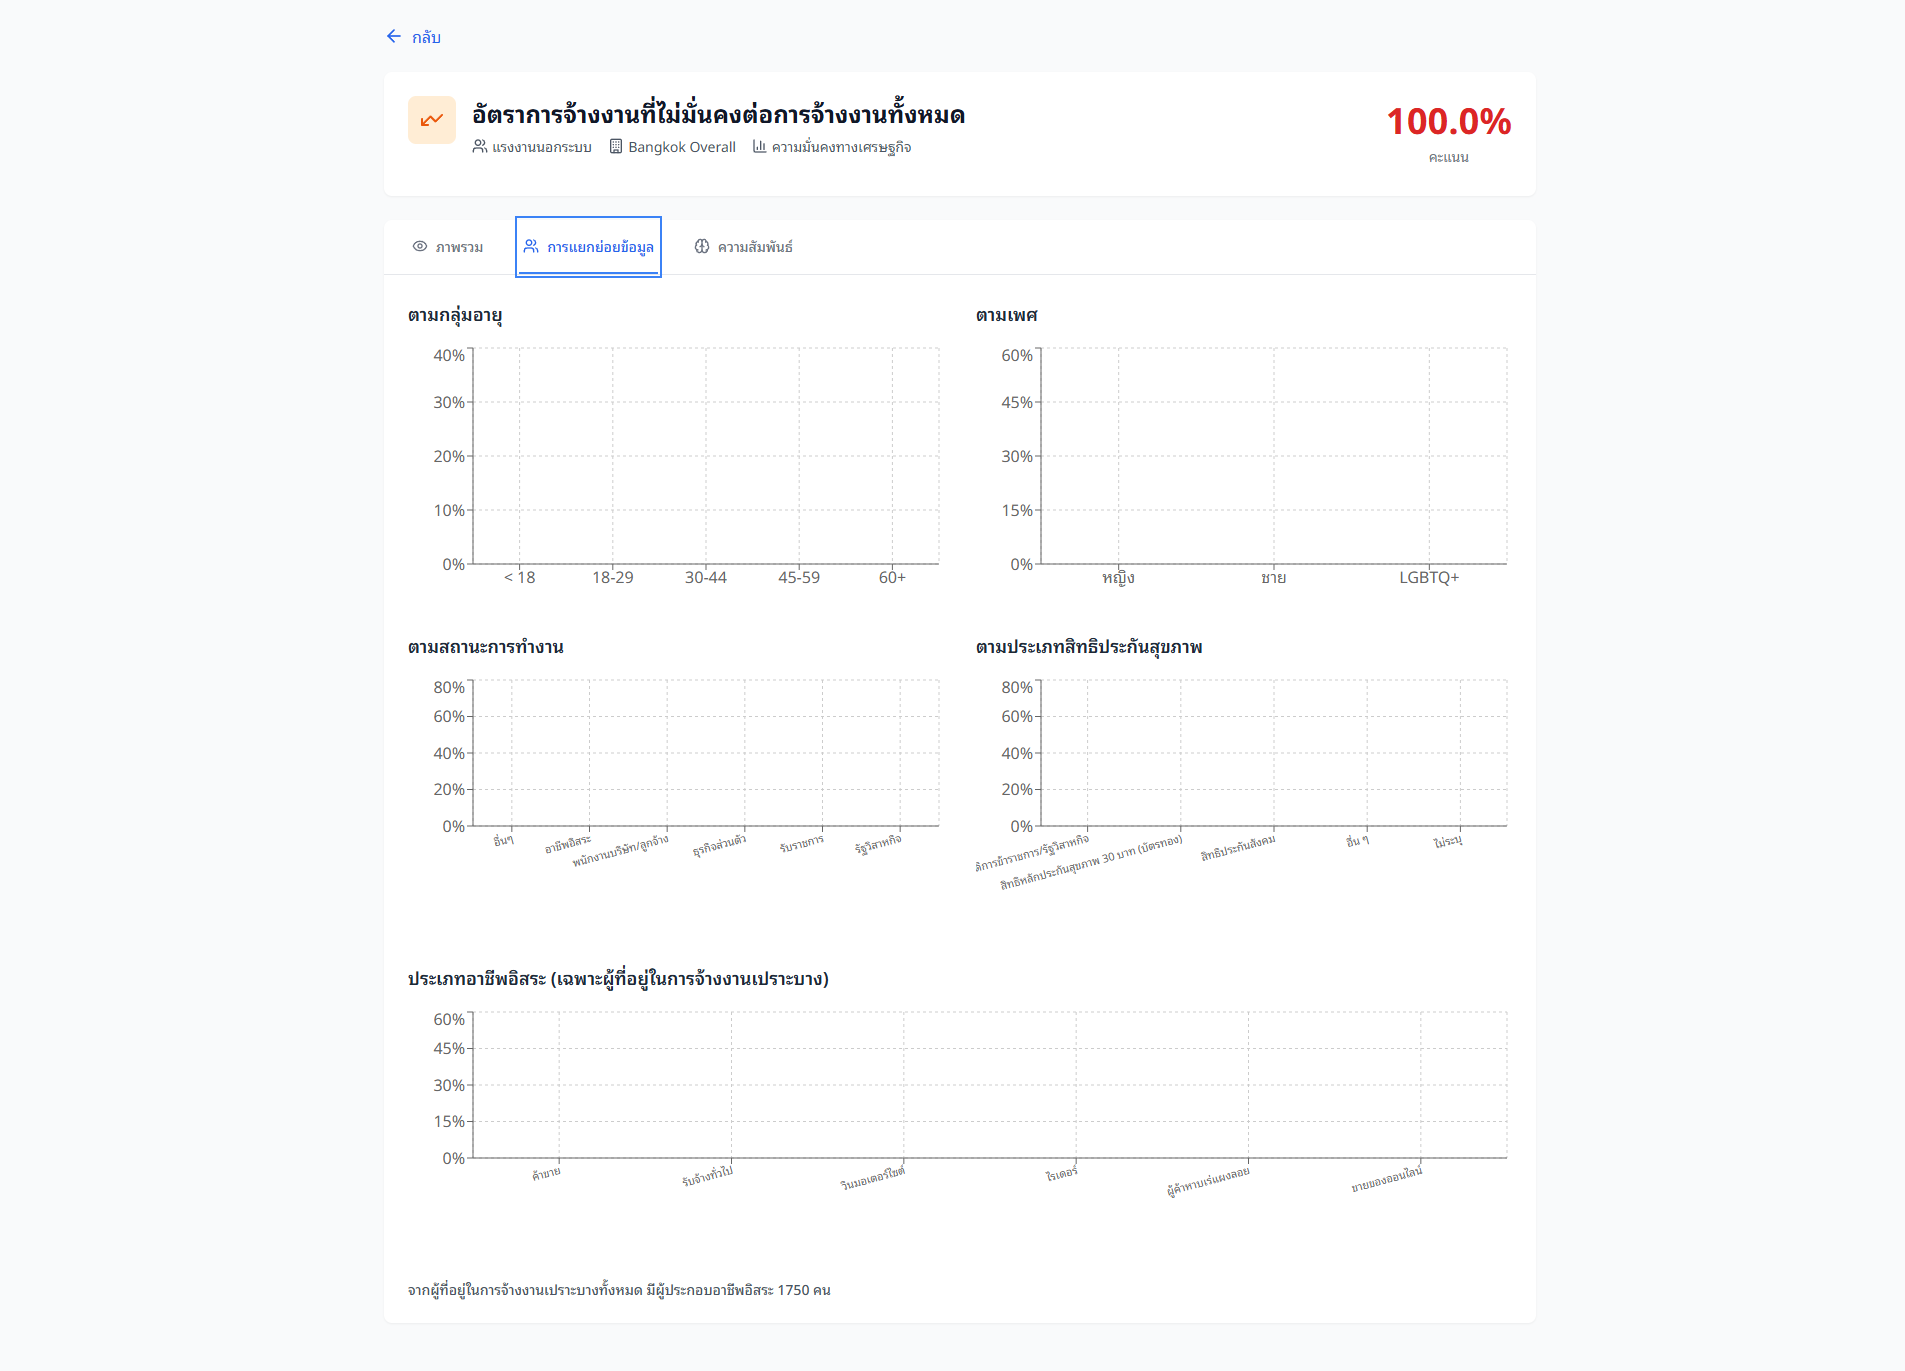 กลับ
อัตราการจ้างงานที่ไม่มั่นคงต่อการจ้างงานทั้งหมด
แรงงานนอกระบบ Bangkok Overall ความมั่นคงทางเศรษฐกิจ
100.0%
คะแนน
ภาพรวม การแยกย่อยข้อมูล ความสัมพันธ์
ตามกลุ่มอายุ
40%
30%
20%
10%
0%
< 18 18-29 30-44 45-59 60+
ตามเพศ
60%
45%
30%
15%
0%
หญิง ชาย LGBTQ+
ตามสถานะการทำงาน
80%
60%
40%
20%
0%
อื่นๆ อาชีพอิสระ พนักงานบริษัท/ลูกจ้าง ธุรกิจส่วนตัว รับราชการ รัฐวิสาหกิจ
ตามประเภทสิทธิประกันสุขภาพ
80%
60%
40%
20%
0%
ดิการข้าราชการ/รัฐวิสาหกิจ สิทธิหลักประกันสุขภาพ 30 บาท (บัตรทอง) สิทธิประกันสังคม อื่น ๆ ไม่ระบุ
ประเภทอาชีพอิสระ (เฉพาะผู้ที่อยู่ในการจ้างงานเปราะบาง)
60%
45%
30%
15%
0%
ค้าขาย รับจ้างทั่วไป วินมอเตอร์ไซต์ ไรเดอร์ ผู้ค้าหาบเร่แผงลอย ขายของออนไลน์
จากผู้ที่อยู่ในการจ้างงานเปราะบางทั้งหมด มีผู้ประกอบอาชีพอิสระ 1750 คน